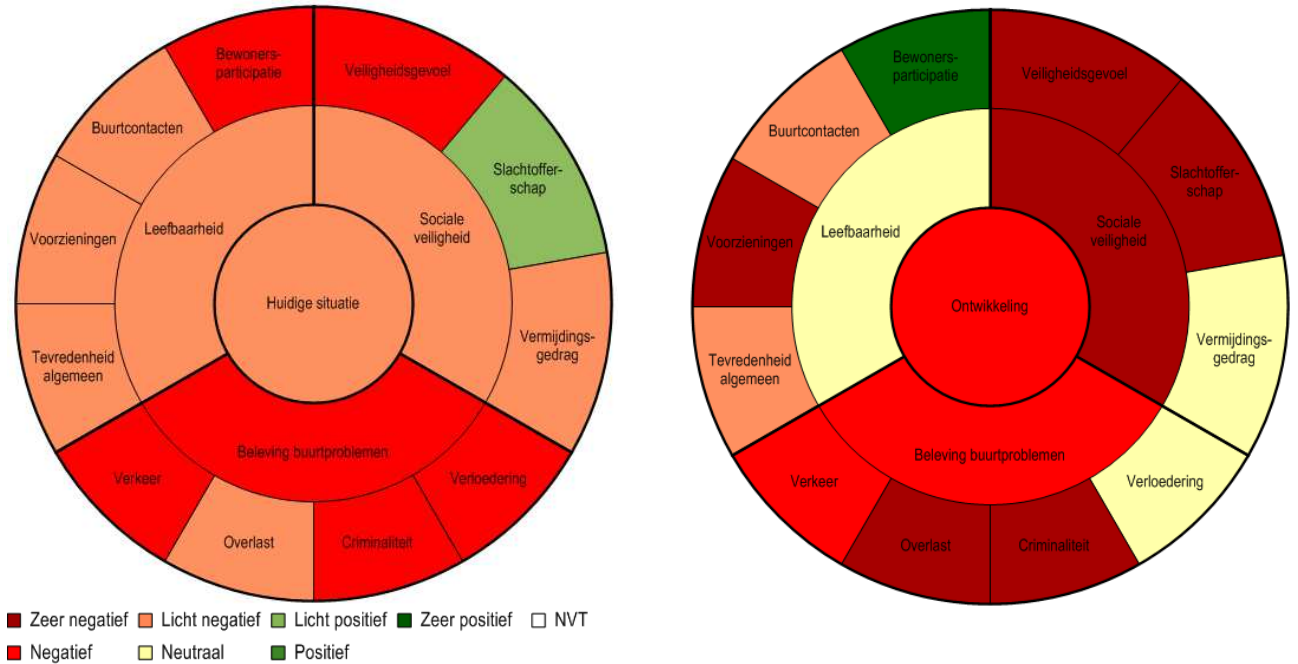 Bewoners-
participatie
Veiligheidsgevoel
Buurtcontacten
Slachtoffer-
schap
Voorzieningen
Leefbaarheid
Sociale
veiligheid
Huidige situatie
Tevredenheid
algemeen
Vermijdings-
gedrag
Beleving buurtproblemen
Verkeer
Verloedering
Overlast
Criminaliteit
Bewoners-
participatie
Veiligheidsgevoel
Buurtcontacten
Slachtoffer-
schap
Voorzieningen
Leefbaarheid
Sociale
veiligheid
Ontwikkeling
Tevredenheid
algemeen
Vermijdings-
gedrag
Beleving buurtproblemen
Verkeer
Verloedering
Overlast
Criminaliteit
Zeer negatief Licht negatief Licht positief Zeer positief NVT
Negatief Neutraal Positief